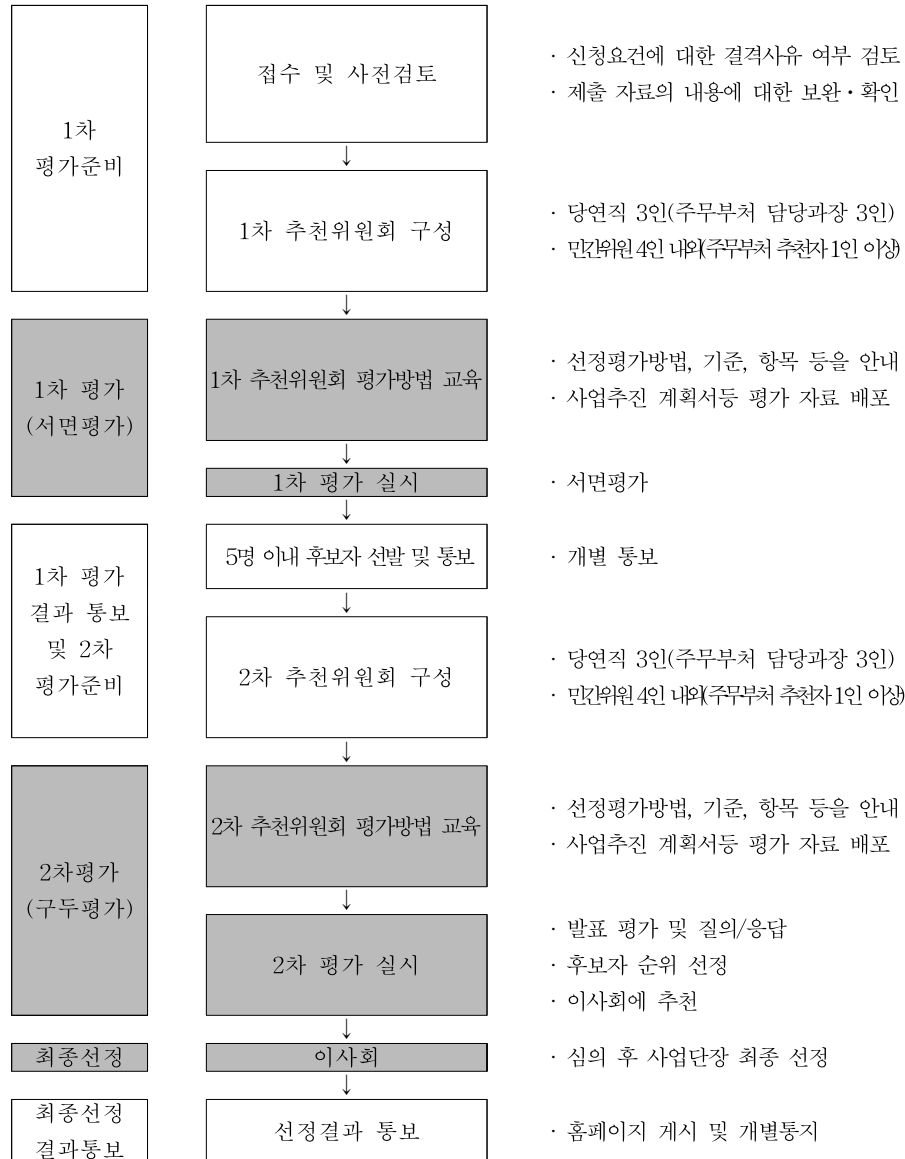 1차
평가준비
접수 및 사전검토
· 신청요건에 대한 결격사유 여부 검토
· 제출 자료의 내용에 대한 보완·확인
↓
1차 추천위원회 구성
· 당연직 3인(주무부처 담당과장 3인)
· 민간위원 4인 내외(주무부처 추천자 1인 이상)
↓
1차 평가
(서면평가)
1차 추천위원회 평가방법 교육
· 선정평가방법, 기준, 항목 등을 안내
· 사업추진 계획서등 평가 자료 배포
↓
1차 평가 실시
· 서면평가
↓
1차 평가
결과 통보
및 2차
평가준비
5명 이내 후보자 선발 및 통보
· 개별 통보
↓
2차 추천위원회 구성
· 당연직 3인(주무부처 담당과장 3인)
· 민간위원 4인 내외(주무부처 추천자 1인 이상)
↓
2차평가
(구두평가)
2차 추천위원회 평가방법 교육
· 선정평가방법, 기준, 항목 등을 안내
· 사업추진 계획서등 평가 자료 배포
↓
2차 평가 실시
· 발표 평가 및 질의/응답
· 후보자 순위 선정
· 이사회에 추천
↓
최종선정
이사회
· 심의 후 사업단장 최종 선정
↓
최종선정
결과통보
선정결과 통보
· 홈페이지 게시 및 개별통지